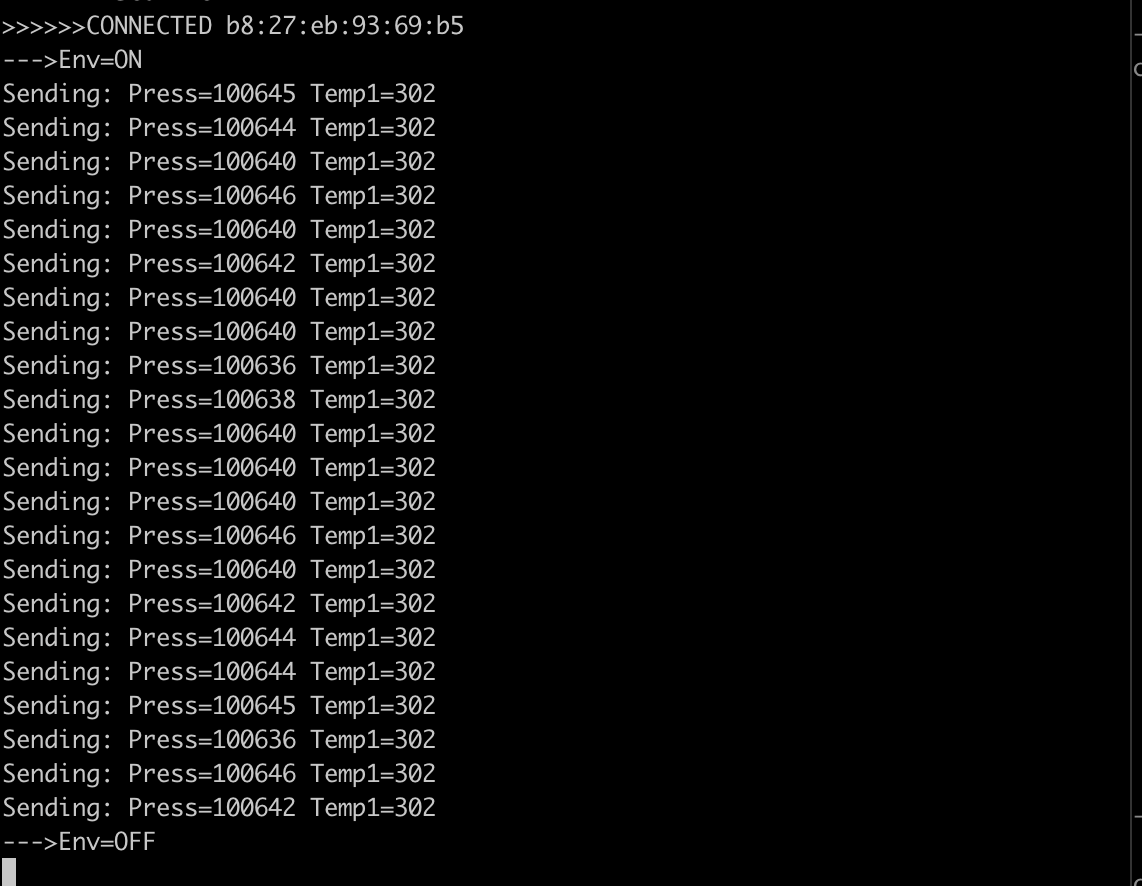 >>>>>>CONNECTED b8:27:eb:93:69:b5
--->Env=ON
Sending: Press=100645 Temp1=302
Sending: Press=100644 Temp1=302
Sending: Press=100640 Temp1=302
Sending: Press=100646 Temp1=302
Sending: Press=100640 Temp1=302
Sending: Press=100642 Temp1=302
Sending: Press=100640 Temp1=302
Sending: Press=100640 Temp1=302
Sending: Press=100636 Temp1=302
Sending: Press=100638 Temp1=302
Sending: Press=100640 Temp1=302
Sending: Press=100640 Temp1=302
Sending: Press=100640 Temp1=302
Sending: Press=100646 Temp1=302
Sending: Press=100640 Temp1=302
Sending: Press=100642 Temp1=302
Sending: Press=100644 Temp1=302
Sending: Press=100644 Temp1=302
Sending: Press=100645 Temp1=302
Sending: Press=100636 Temp1=302
Sending: Press=100646 Temp1=302
Sending: Press=100642 Temp1=302
--->Env=OFF